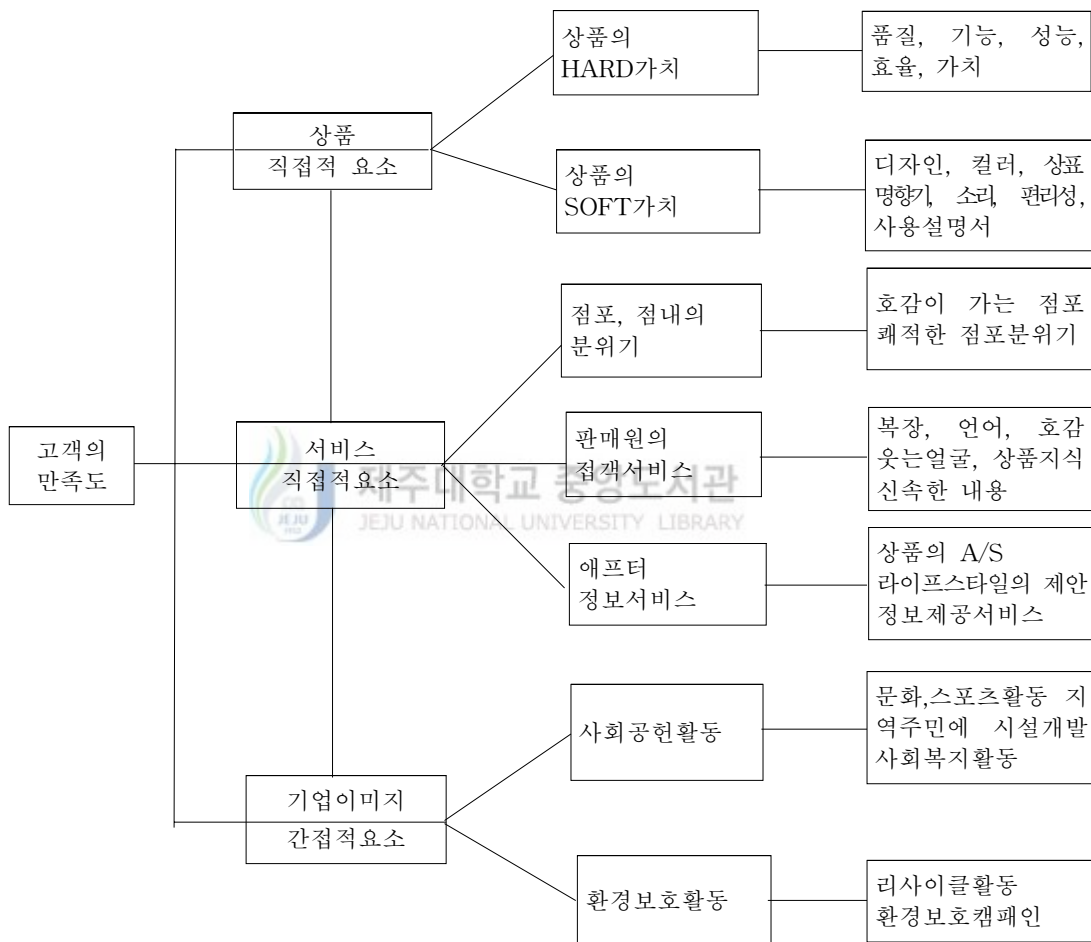 상품의
HARD가치
품질, 기능, 성능,
효율, 가치
상품
직접적 요소
상품의
SOFT가치
디자인, 컬러, 상표
명향기, 소리, 편리성,
사용설명서
점포, 점내의
분위기
호감이 가는 점포
쾌적한 점포분위기
고객의
만족도
서비스
직접적요소
판매원의
접객서비스
복장, 언어, 호감
웃는얼굴, 상품지식
신속한 내용
제주대학교 중앙도서관
JEJU NATIONAL UNIVERSITY LIBRARY
JEJU
1952
애프터
정보서비스
상품의 A/S
라이프스타일의 제안
정보제공서비스
기업이미지
간접적요소
사회공헌활동
문화,스포츠활동 지
역주민에 시설개발
사회복지활동
환경보호활동
리사이클활동
환경보호캠패인